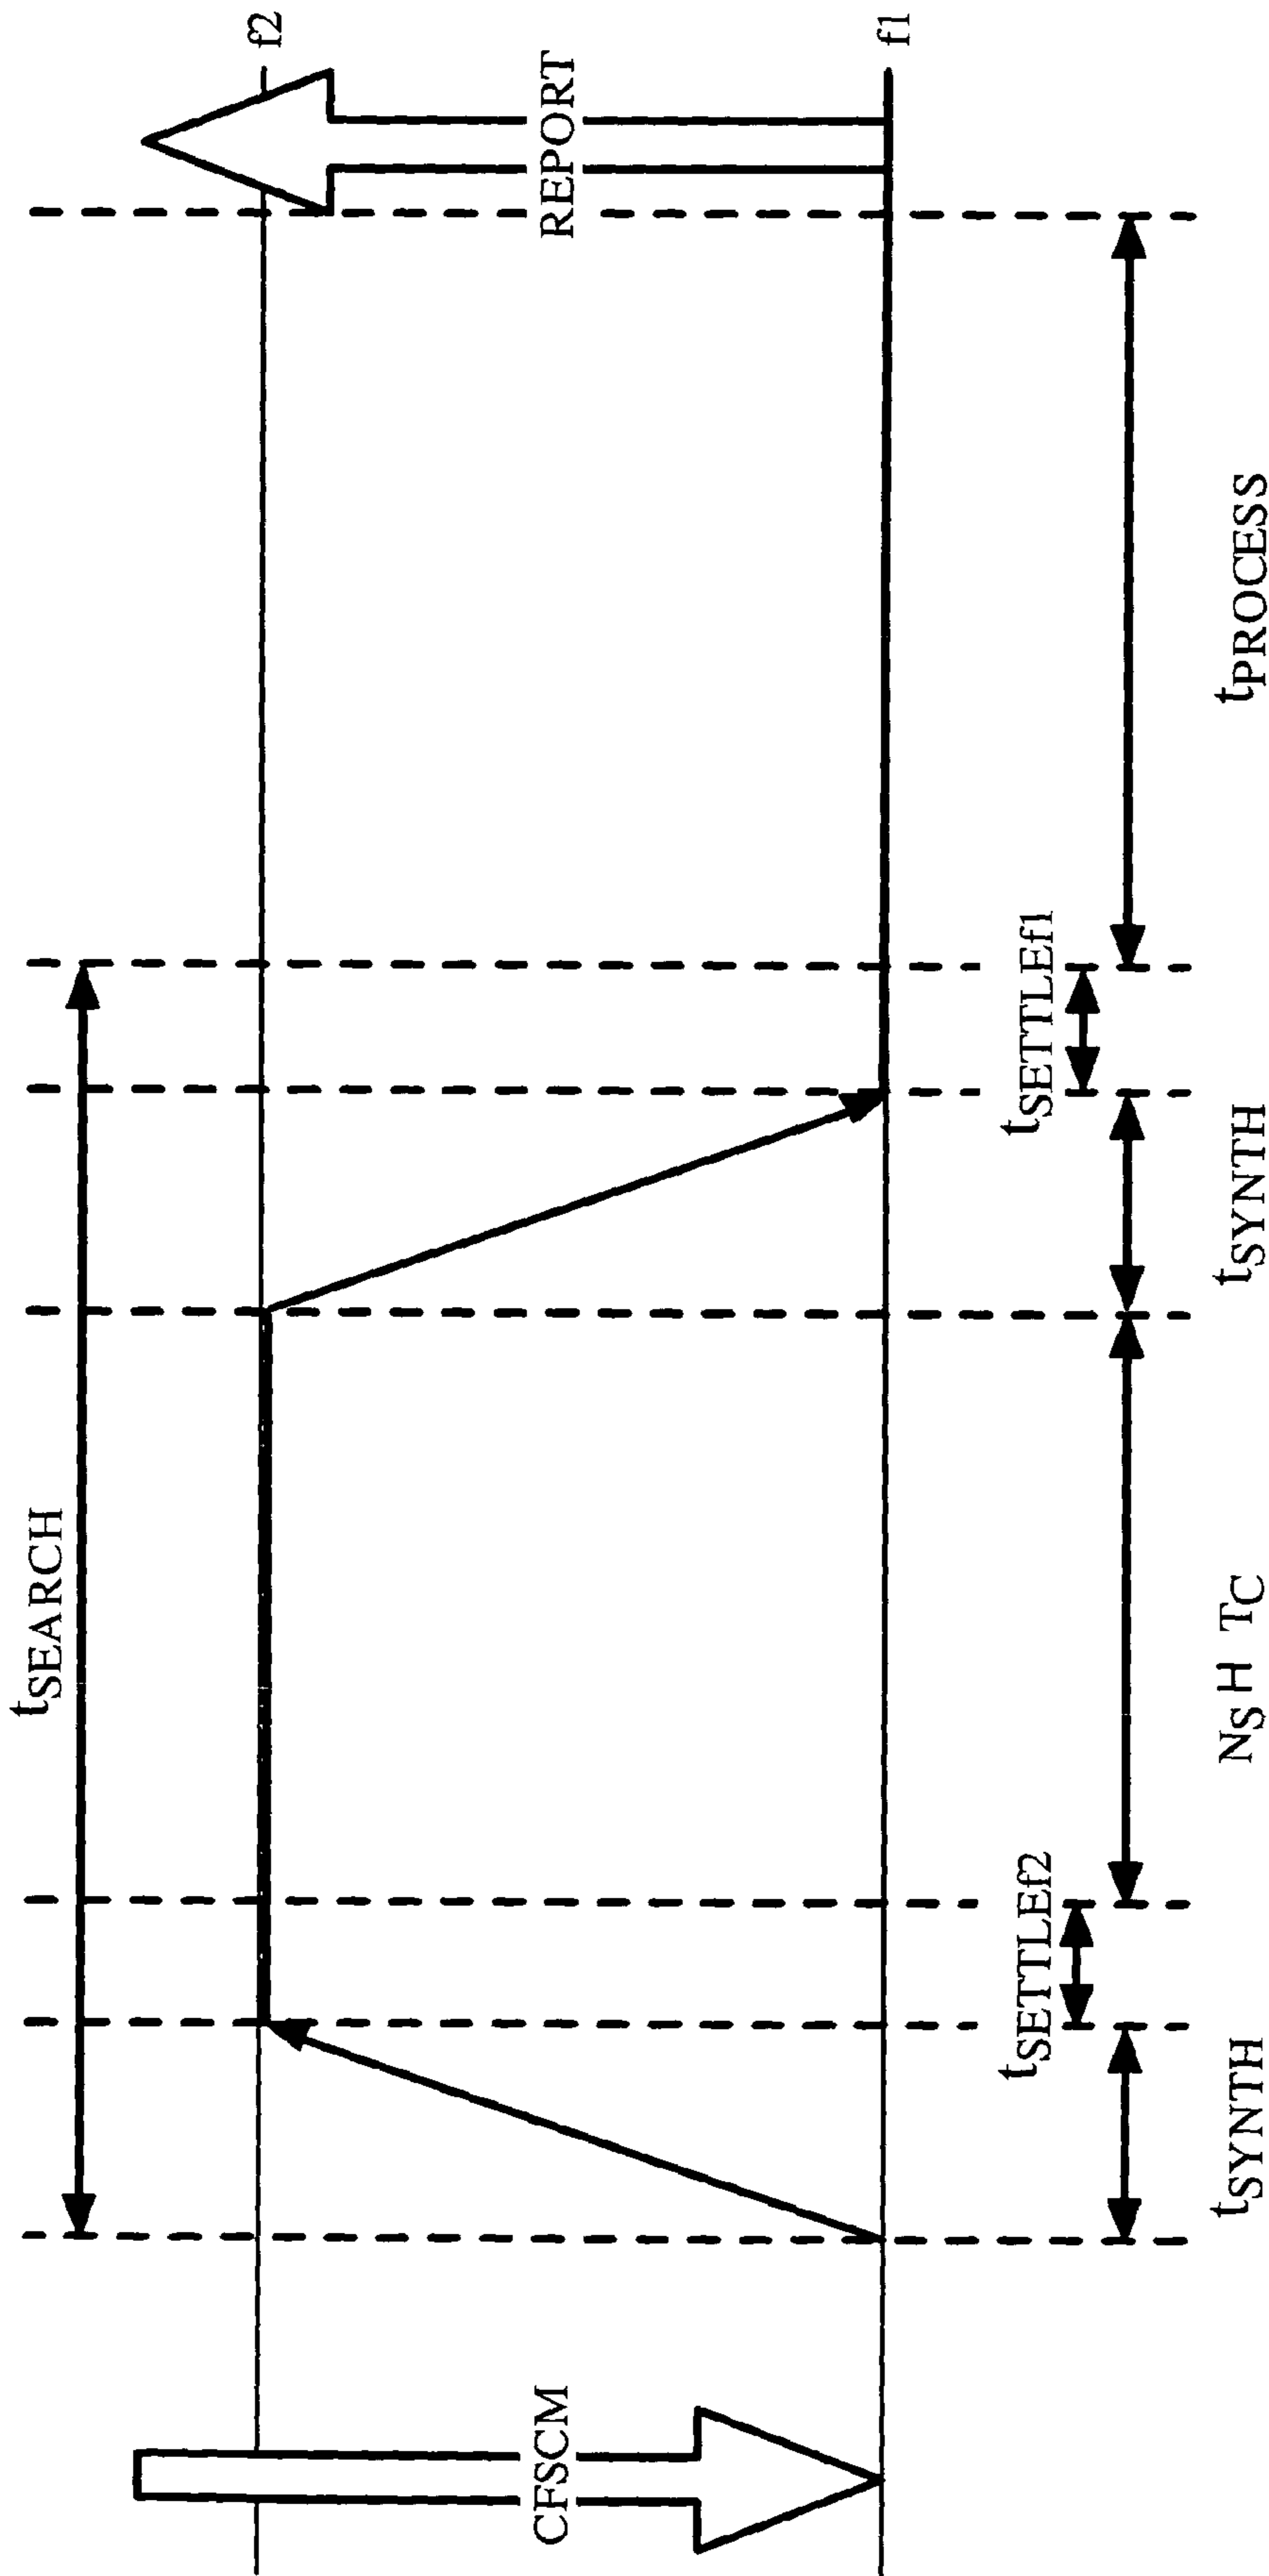 tSEARCH
f2
CFSCM
REPORT
f1
tSETTLEf2
tSETTLEf1
tSYNTH
NS H TC
tSYNTH
tPROCESS